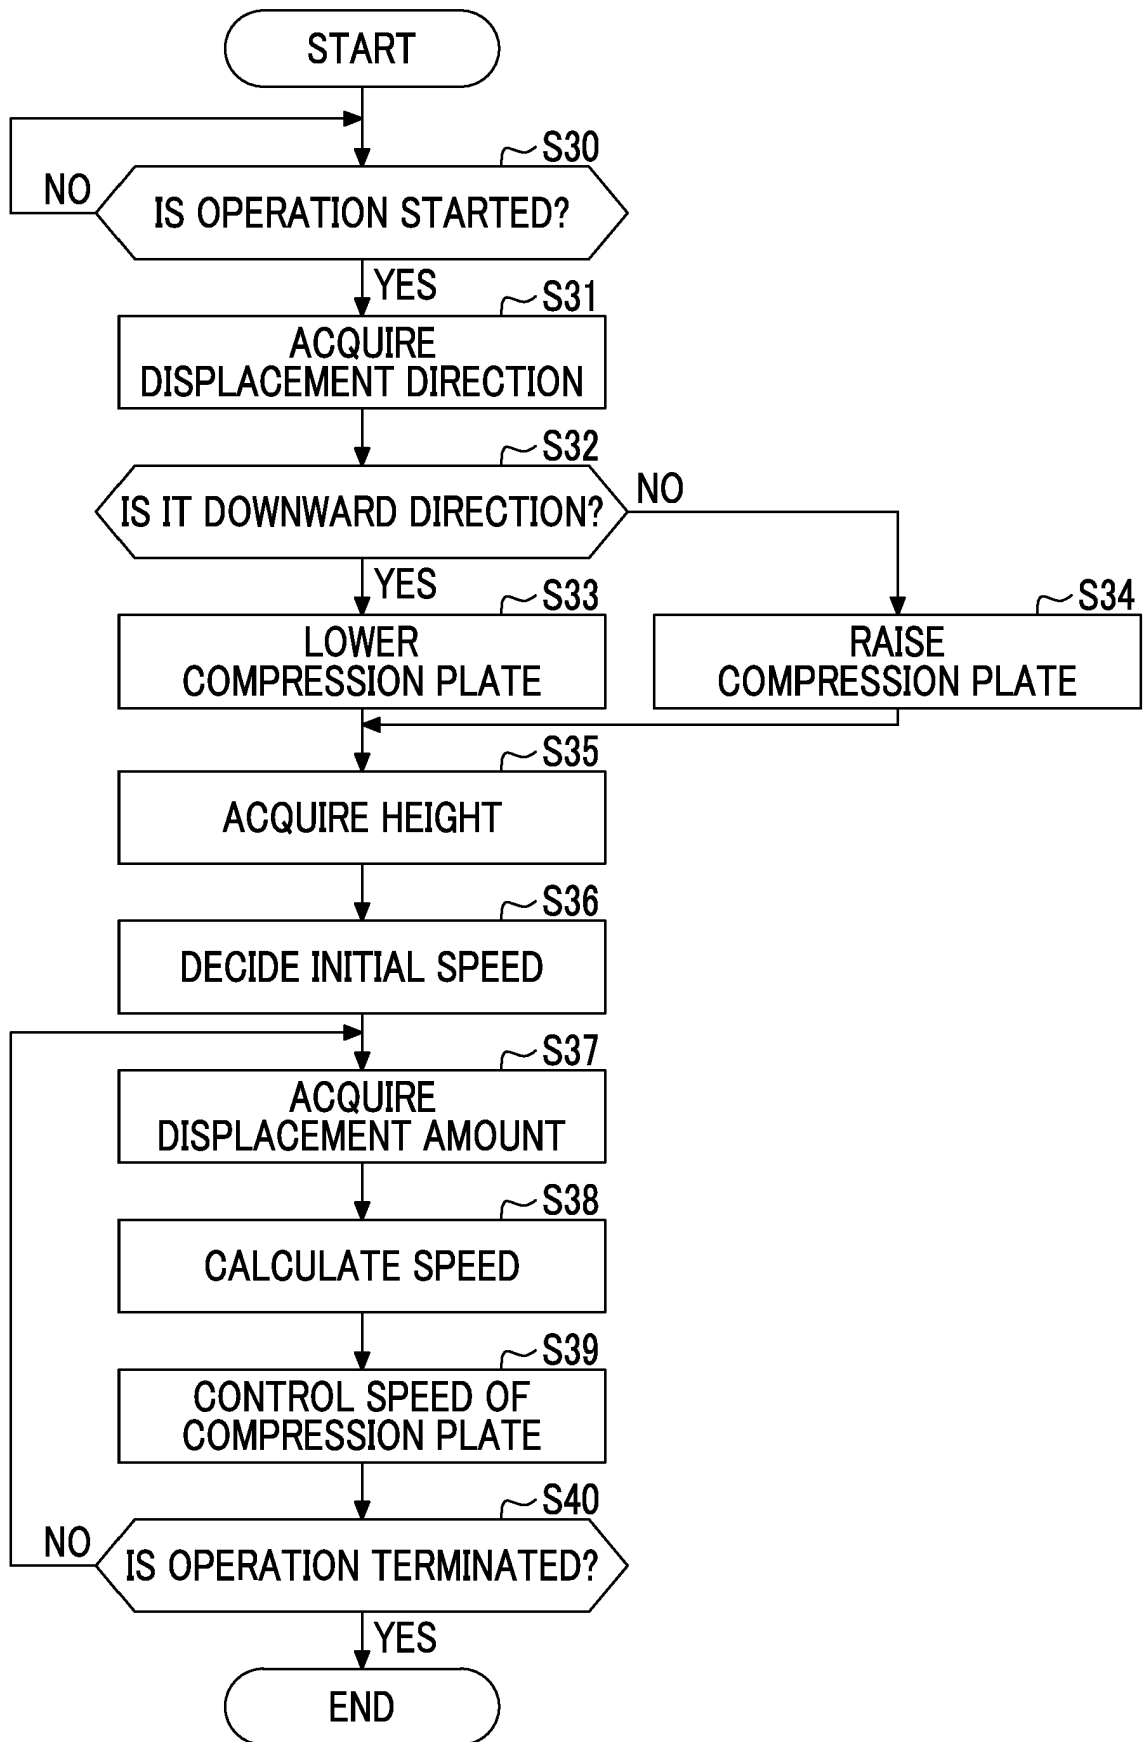 START
S30
NO
IS OPERATION STARTED?
YES
S31
ACQUIRE
DISPLACEMENT DIRECTION
S32
IS IT DOWNWARD DIRECTION?
NO
YES
S33
LOWER
COMPRESSION PLATE
S34
RAISE
COMPRESSION PLATE
S35
ACQUIRE HEIGHT
S36
DECIDE INITIAL SPEED
S37
ACQUIRE
DISPLACEMENT AMOUNT
S38
CALCULATE SPEED
S39
CONTROL SPEED OF
COMPRESSION PLATE
S40
NO
IS OPERATION TERMINATED?
YES
END